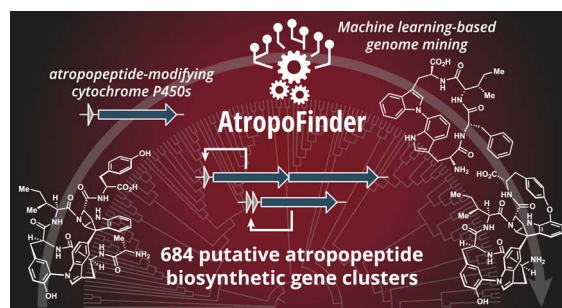 Machine learning-based
genome mining
atropopeptide-modifying
cytochrome P450s
AtropoFinder
684 putative atropopeptide
biosynthetic gene clusters